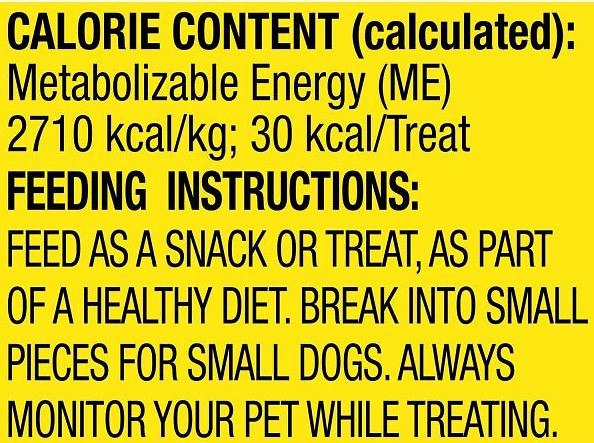 CALORIE CONTENT (calculated):
Metabolizable Energy (ME)
2710 kcal/kg; 30 kcal/Treat
FEEDING INSTRUCTIONS:
FEED AS A SNACK OR TREAT, AS PART
OF A HEALTHY DIET. BREAK INTO SMALL
PIECES FOR SMALL DOGS. ALWAYS
MONITOR YOUR PET WHILE TREATING.